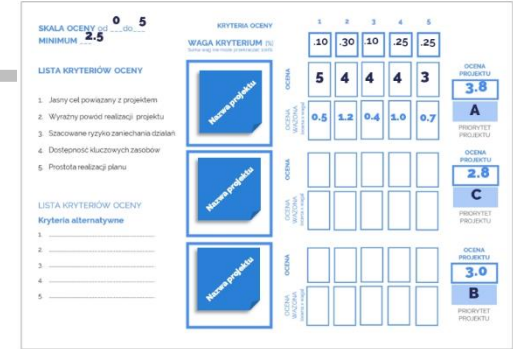 SKALA OCENY od 0 do 5
MINIMUM 2.5
LISTA KRYTERIÓW OCENY
1. Jasny cel powiązany z projektem
2. Wyraźny powód realizacji projektu
3. Szacowane ryzyko zaniechania działań
4. Dostępność kluczowych zasobów
5. Prostota realizacji planu
LISTA KRYTERIÓW OCENY
Kryteria alternatywne
1.
2.
3.
4.
5.
KRYTERIA OCENY
1 2 3 4 5
WAGA KRYTERIUM [%]
.10 .30 .10 .25 .25
Nazwa projektu
OCENA
5 4 4 4 3
OCENA WAŻONA
0.5 1.2 0.4 1.0 0.7
OCENA PROJEKTU
3.8
A
PRIORYTET PROJEKTU
Nazwa projektu
OCENA
OCENA WAŻONA
OCENA PROJEKTU
2.8
C
PRIORYTET PROJEKTU
Nazwa projektu
OCENA
OCENA WAŻONA
OCENA PROJEKTU
3.0
B
PRIORYTET PROJEKTU